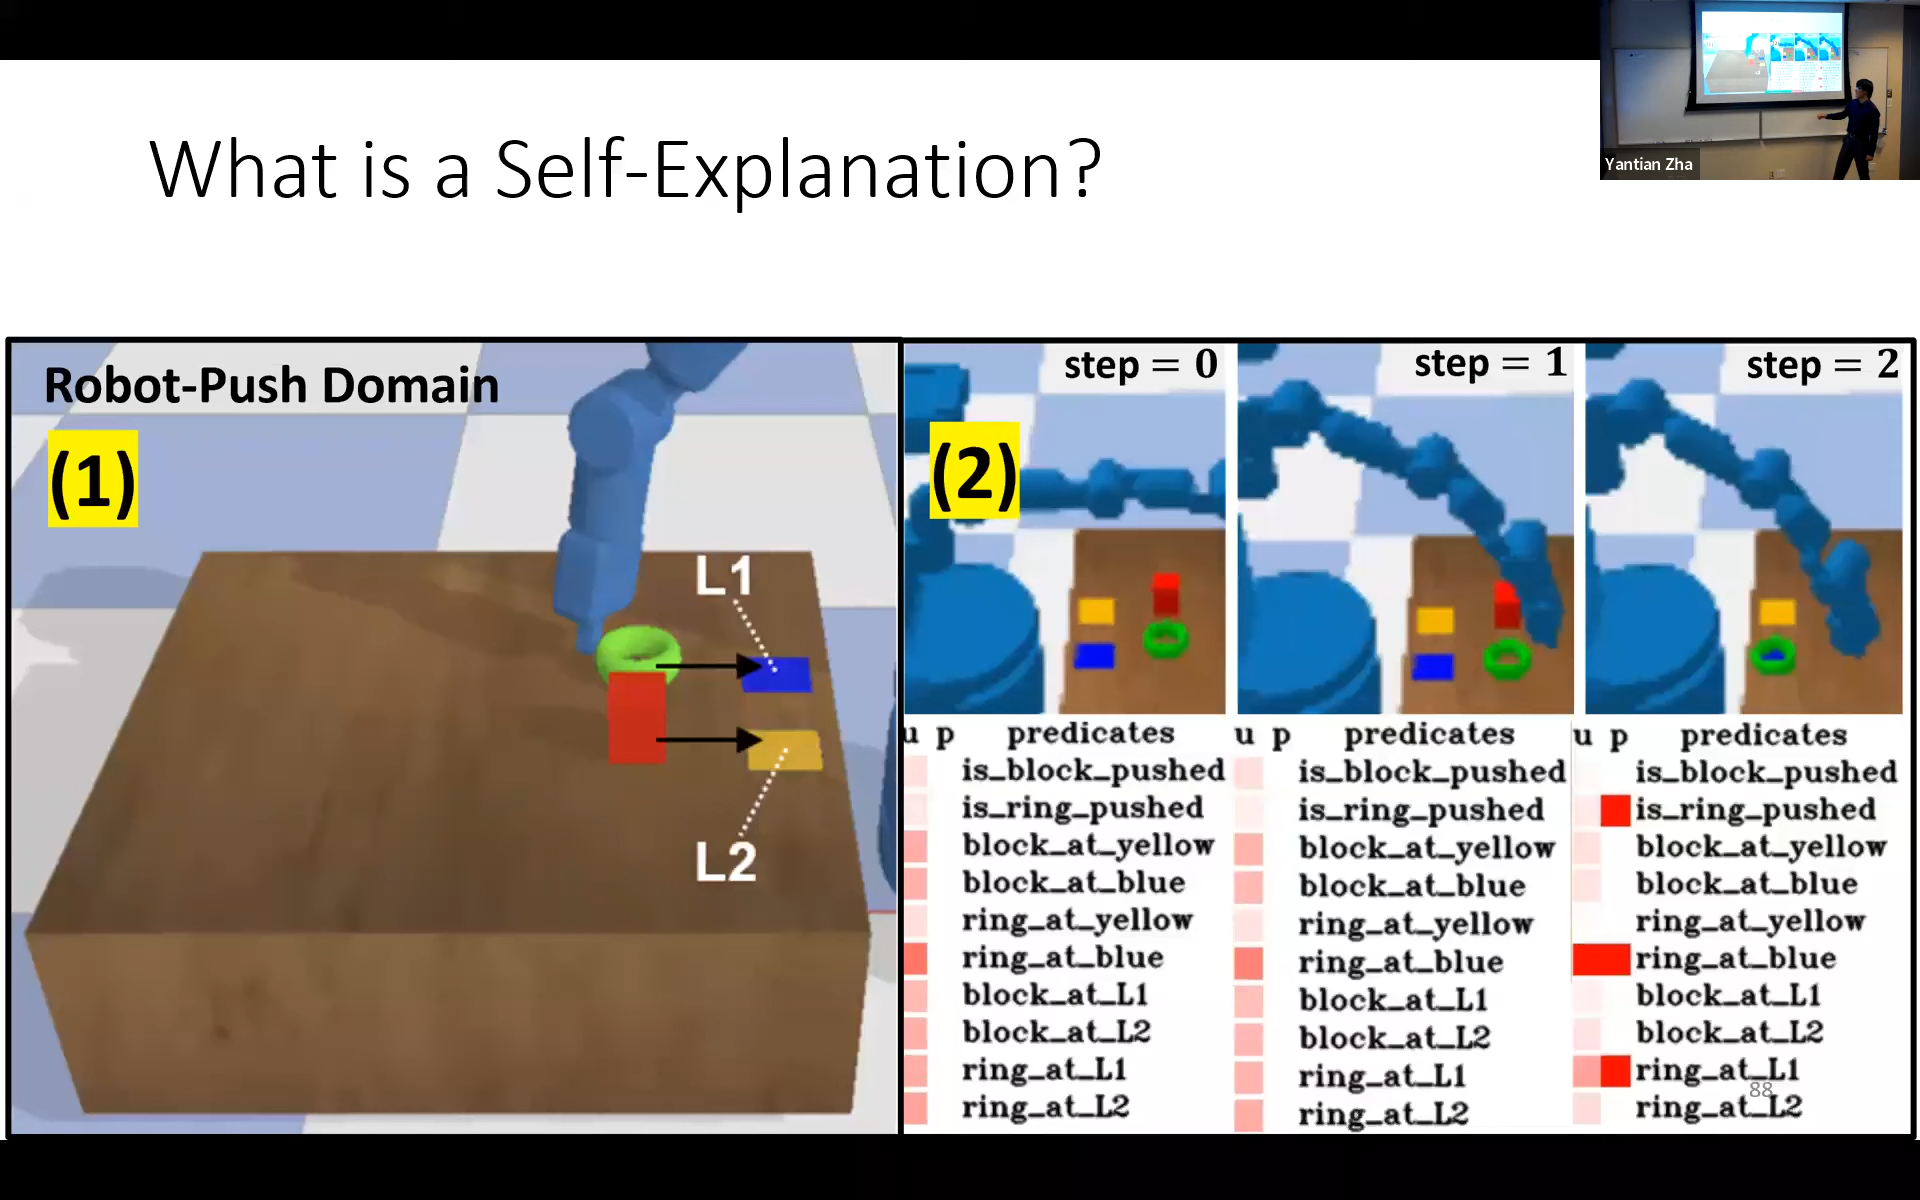 What is a Self-Explanation?
Yantian Zha
Robot-Push Domain
(1)
L1
L2
(2)
step = 0
u p predicates
is_block_pushed
is_ring_pushed
block_at_yellow
block_at_blue
ring_at_yellow
ring_at_blue
block_at_L1
block_at_L2
ring_at_L1
ring_at_L2
step = 1
u p predicates
is_block_pushed
is_ring_pushed
block_at_yellow
block_at_blue
ring_at_yellow
ring_at_blue
block_at_L1
block_at_L2
ring_at_L1
ring_at_L2
step = 2
u p predicates
is_block_pushed
is_ring_pushed
block_at_yellow
block_at_blue
ring_at_yellow
ring_at_blue
block_at_L1
block_at_L2
ring_at_L1
ring_at_L2
88